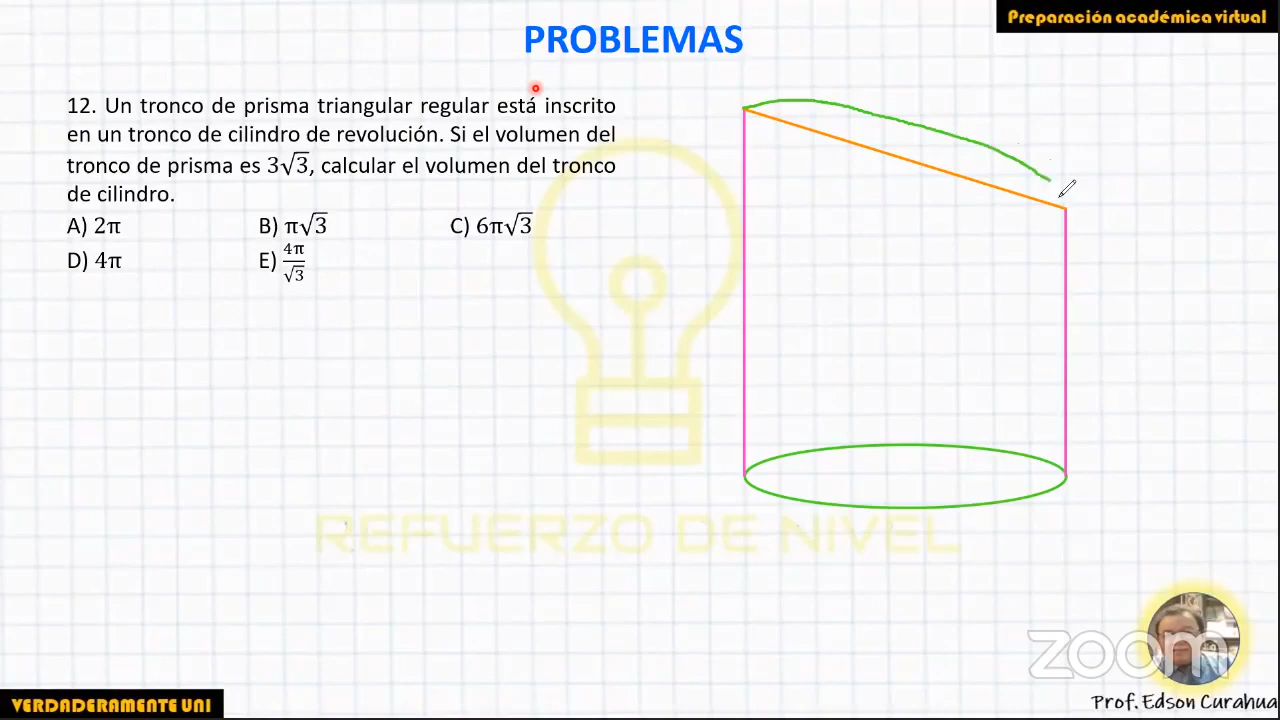 Preparación académica virtual
PROBLEMAS
12. Un tronco de prisma triangular regular está inscrito
en un tronco de cilindro de revolución. Si el volumen del
tronco de prisma es 3√3, calcular el volumen del tronco
de cilindro.
A) 2π B) π√3 C) 6π√3
D) 4π E) 4π/√3
REFUERZO DE NIVEL
zoom
VERDADERAMENTE UNI
Prof. Edson Curahua